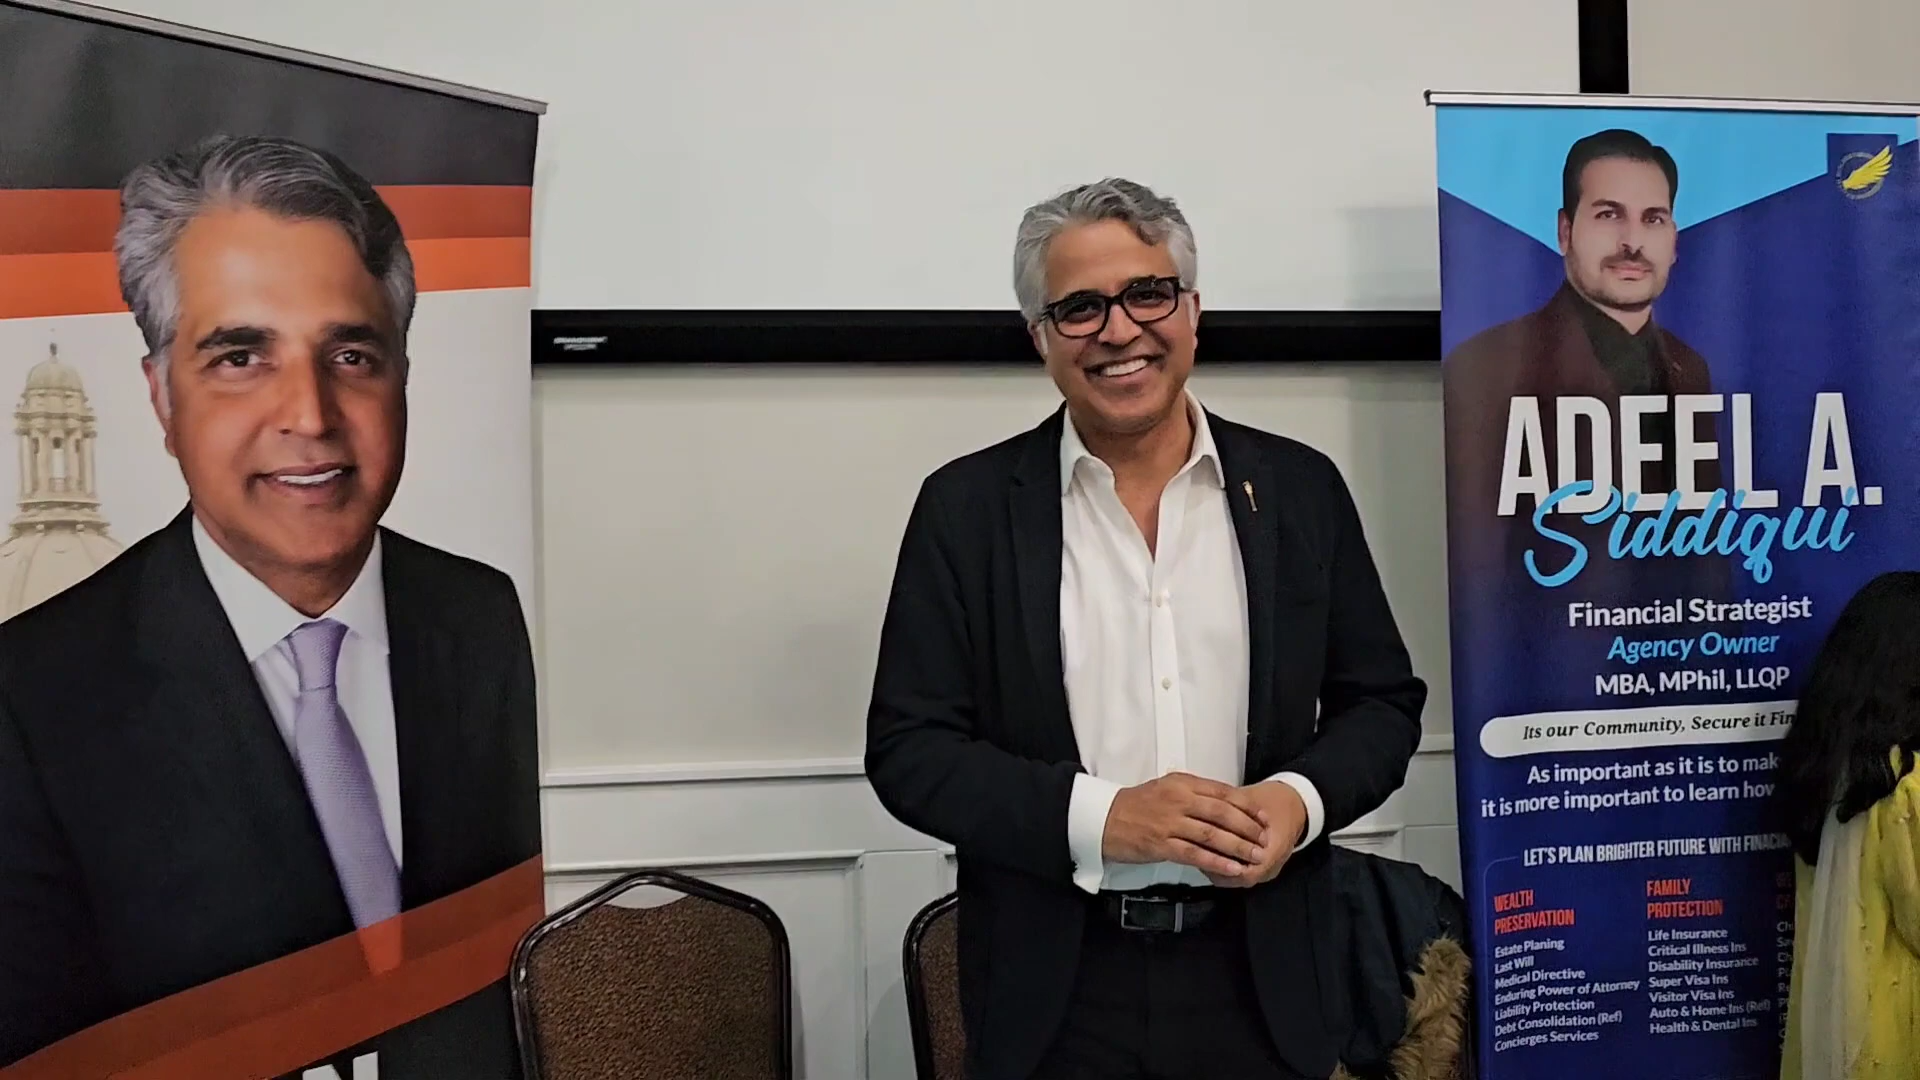 ADEEL A.
Siddiqui
Financial Strategist
Agency Owner
MBA, MPhil, LLQP
Its our Community, Secure it Fin
As important as it is to mak
it is more important to learn how
LET'S PLAN BRIGHTER FUTURE WITH FINACIA
WEALTH
PRESERVATION
Estate Planing
Last Will
Medical Directive
Enduring Power of Attorney
Liability Protection
Debt Consolidation (Ref)
Concierges Services
FAMILY
PROTECTION
Life Insurance
Critical Illness Ins
Disability Insurance
Super Visa Ins
Visitor Visa Ins
Auto & Home Ins (Ref)
Health & Dental Ins